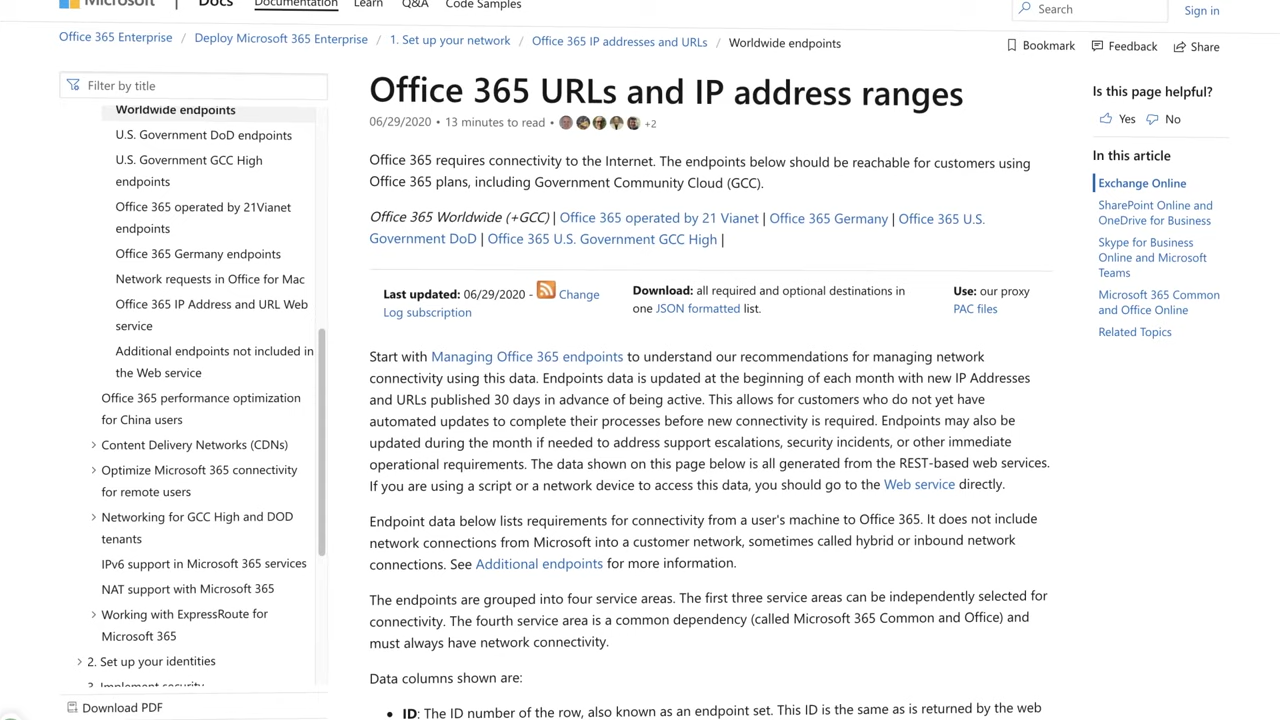 Microsoft | Docs Documentation Learn Q&A Code Samples
Search
Sign in
Office 365 Enterprise / Deploy Microsoft 365 Enterprise / 1. Set up your network / Office 365 IP addresses and URLs / Worldwide endpoints
Bookmark Feedback Share
Filter by title
Worldwide endpoints
U.S. Government DoD endpoints
U.S. Government GCC High
endpoints
Office 365 operated by 21Vianet
endpoints
Office 365 Germany endpoints
Network requests in Office for Mac
Office 365 IP Address and URL Web
service
Additional endpoints not included in
the Web service
Office 365 performance optimization
for China users
Content Delivery Networks (CDNs)
Optimize Microsoft 365 connectivity
for remote users
Networking for GCC High and DOD
tenants
IPv6 support in Microsoft 365 services
NAT support with Microsoft 365
Working with ExpressRoute for
Microsoft 365
2. Set up your identities
3. Implement security
Download PDF
Office 365 URLs and IP address ranges
06/29/2020 • 13 minutes to read • +2
Office 365 requires connectivity to the Internet. The endpoints below should be reachable for customers using
Office 365 plans, including Government Community Cloud (GCC).
Office 365 Worldwide (+GCC) | Office 365 operated by 21 Vianet | Office 365 Germany | Office 365 U.S.
Government DoD | Office 365 U.S. Government GCC High |
Last updated: 06/29/2020 - Change
Log subscription
Download: all required and optional destinations in
one JSON formatted list.
Use: our proxy
PAC files
Start with Managing Office 365 endpoints to understand our recommendations for managing network
connectivity using this data. Endpoints data is updated at the beginning of each month with new IP Addresses
and URLs published 30 days in advance of being active. This allows for customers who do not yet have
automated updates to complete their processes before new connectivity is required. Endpoints may also be
updated during the month if needed to address support escalations, security incidents, or other immediate
operational requirements. The data shown on this page below is all generated from the REST-based web services.
If you are using a script or a network device to access this data, you should go to the Web service directly.
Endpoint data below lists requirements for connectivity from a user's machine to Office 365. It does not include
network connections from Microsoft into a customer network, sometimes called hybrid or inbound network
connections. See Additional endpoints for more information.
The endpoints are grouped into four service areas. The first three service areas can be independently selected for
connectivity. The fourth service area is a common dependency (called Microsoft 365 Common and Office) and
must always have network connectivity.
Data columns shown are:
• ID: The ID number of the row, also known as an endpoint set. This ID is the same as is returned by the web
Is this page helpful?
Yes No
In this article
Exchange Online
SharePoint Online and
OneDrive for Business
Skype for Business
Online and Microsoft
Teams
Microsoft 365 Common
and Office Online
Related Topics